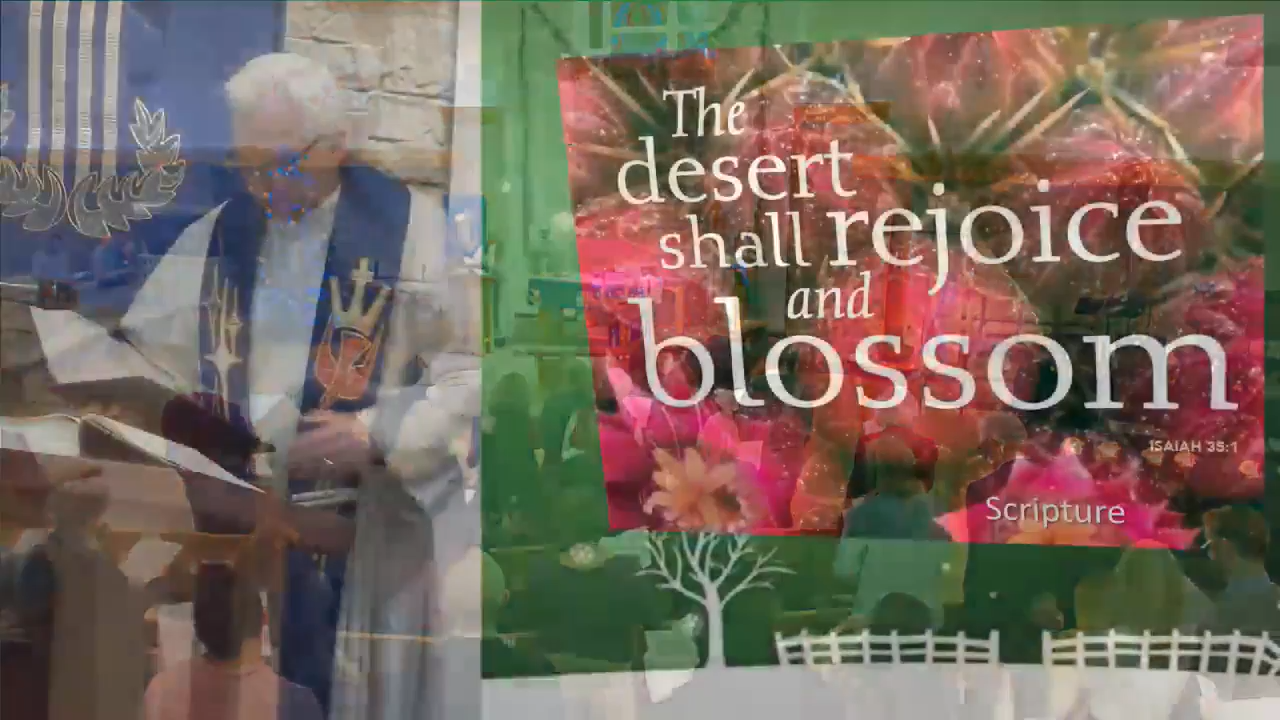 The
desert
shall rejoice
and
blossom
ISAIAH 35:1
Scripture